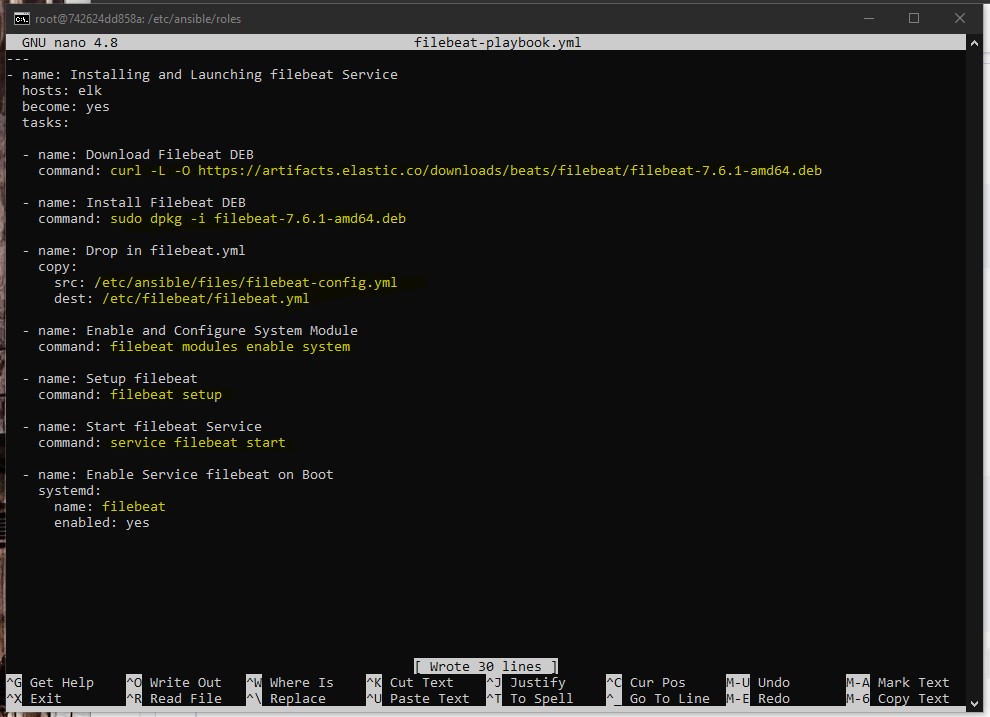 root@742624dd858a: /etc/ansible/roles
GNU nano 4.8 filebeat-playbook.yml
---
- name: Installing and Launching filebeat Service
  hosts: elk
  become: yes
  tasks:

  - name: Download Filebeat DEB
    command: curl -L -O https://artifacts.elastic.co/downloads/beats/filebeat/filebeat-7.6.1-amd64.deb

  - name: Install Filebeat DEB
    command: sudo dpkg -i filebeat-7.6.1-amd64.deb

  - name: Drop in filebeat.yml
    copy:
      src: /etc/ansible/files/filebeat-config.yml
      dest: /etc/filebeat/filebeat.yml

  - name: Enable and Configure System Module
    command: filebeat modules enable system

  - name: Setup filebeat
    command: filebeat setup

  - name: Start filebeat Service
    command: service filebeat start

  - name: Enable Service filebeat on Boot
    systemd:
      name: filebeat
      enabled: yes

[ Wrote 30 lines ]
^G Get Help ^O Write Out ^W Where Is ^K Cut Text ^J Justify ^C Cur Pos M-U Undo M-A Mark Text
^X Exit ^R Read File ^\ Replace ^U Paste Text ^T To Spell ^_ Go To Line M-E Redo M-6 Copy Text